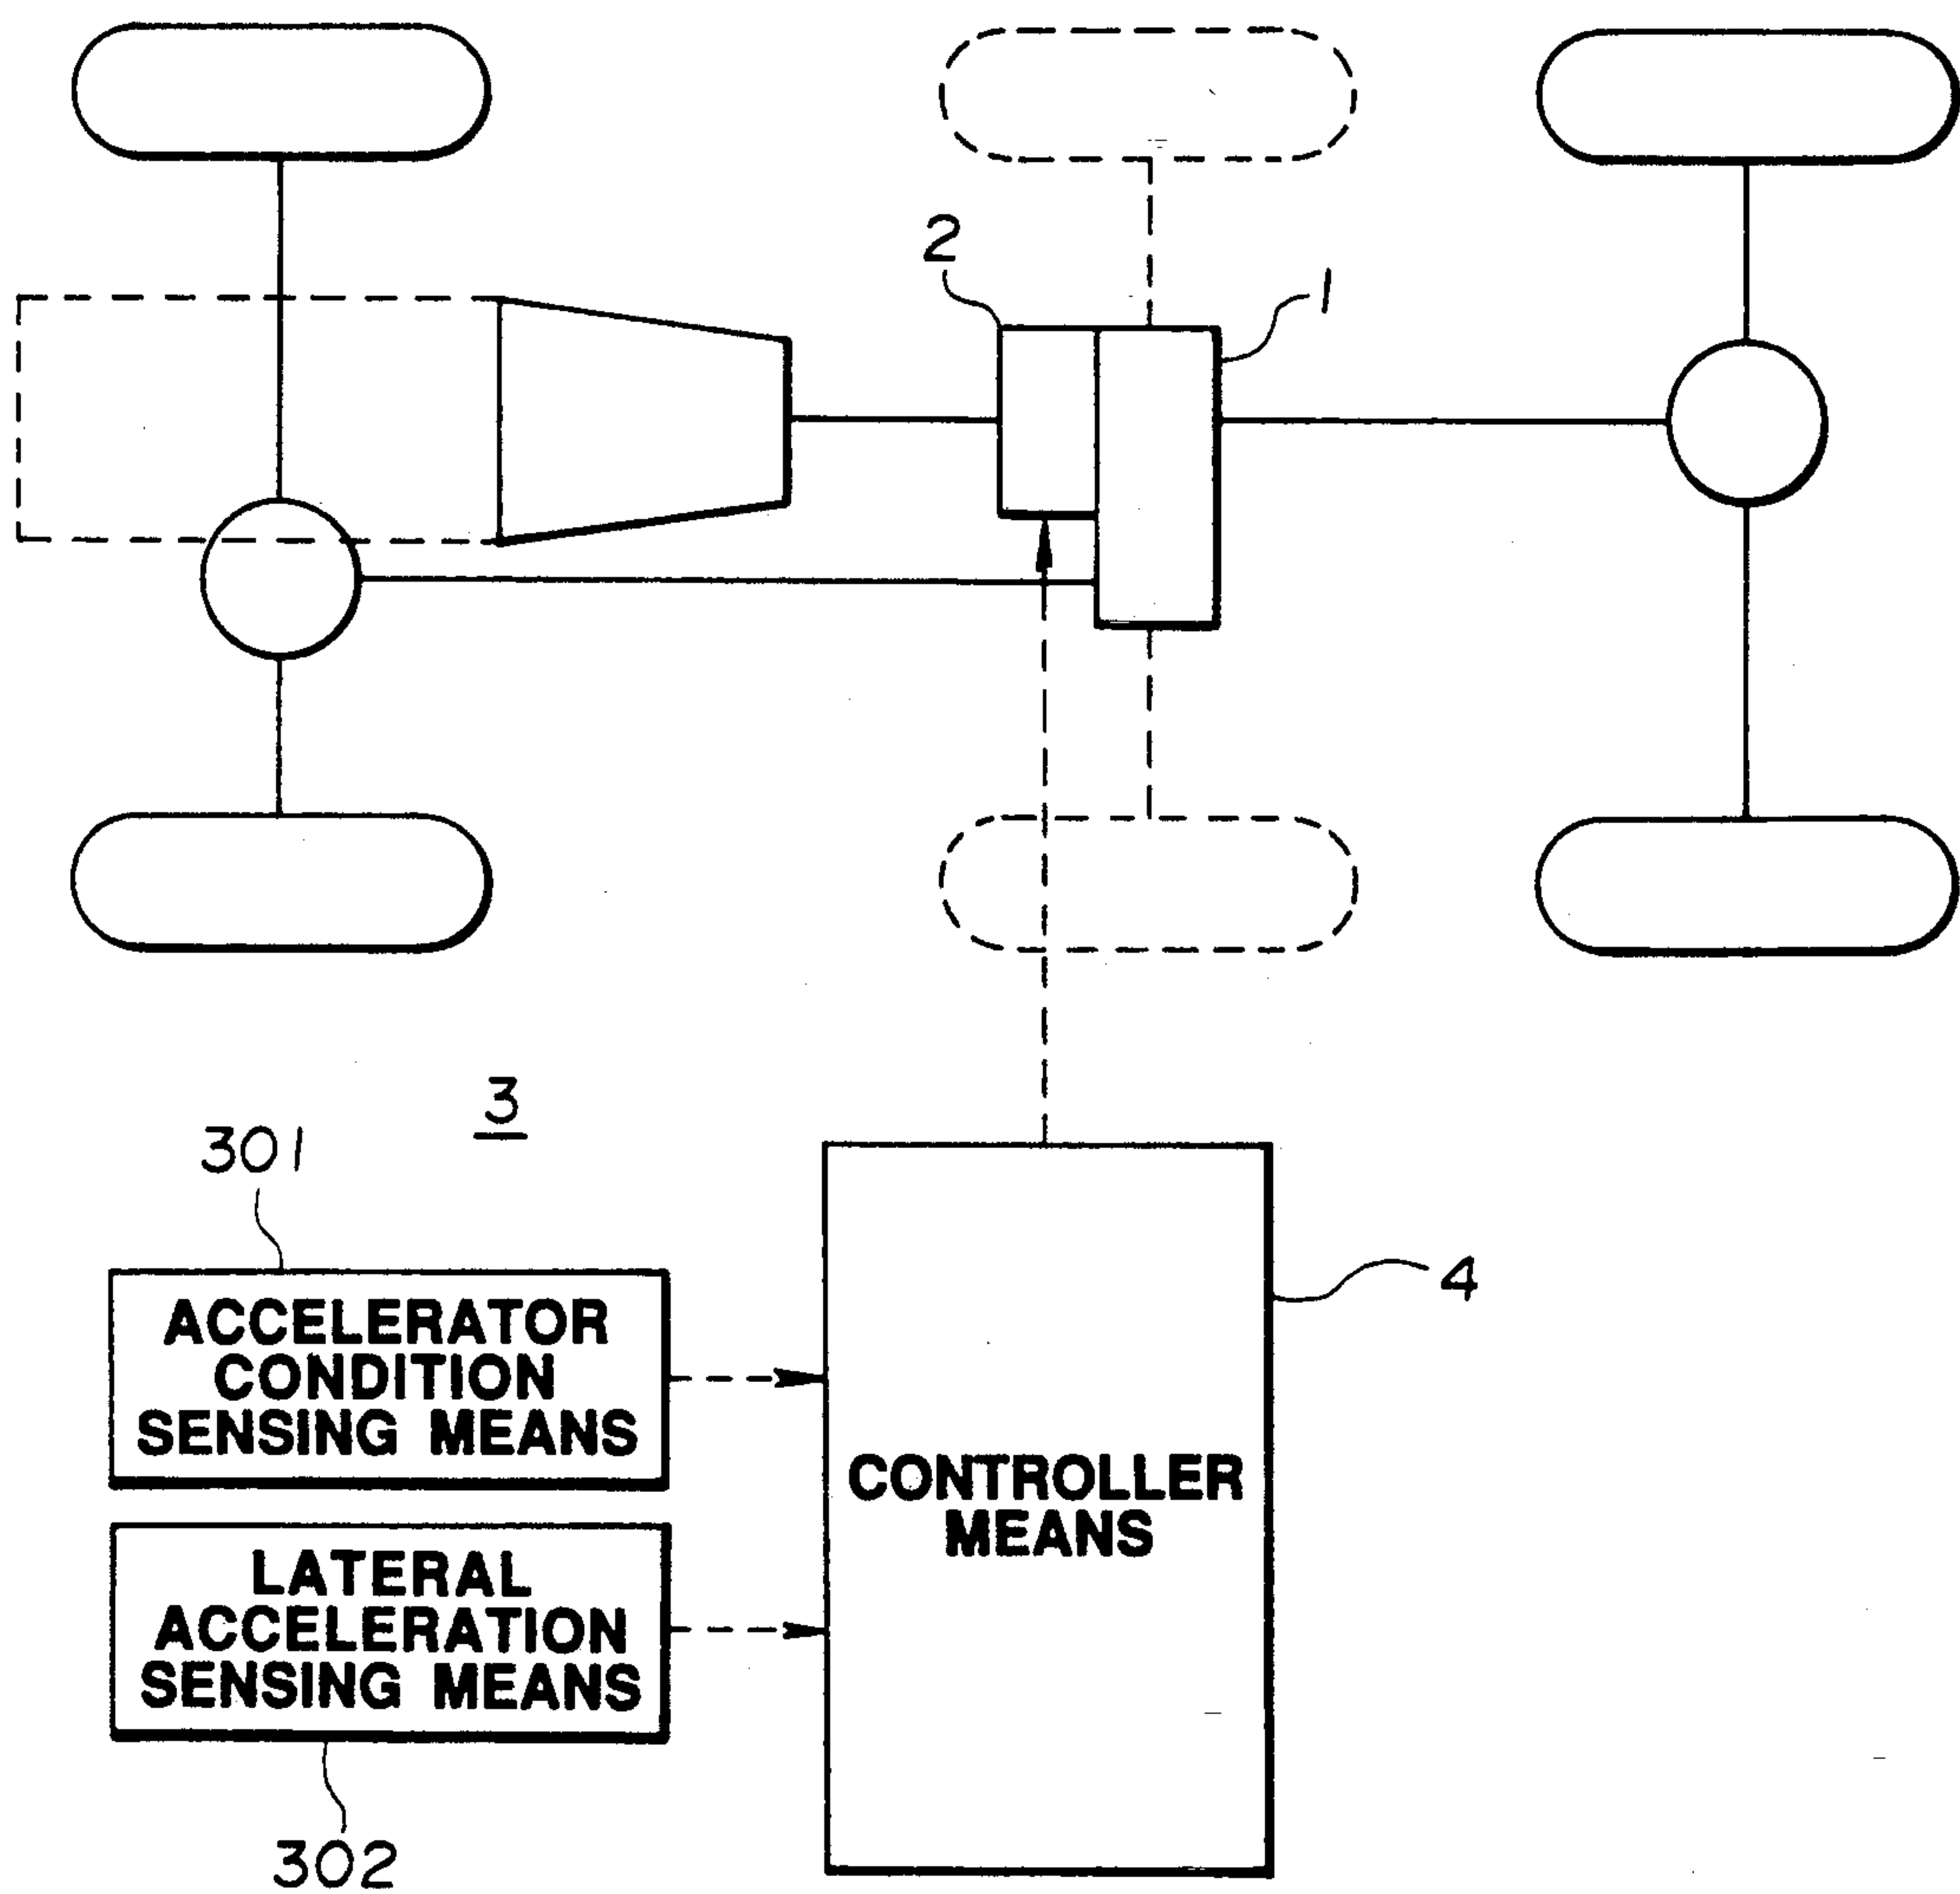 2
1
3
301
4
ACCELERATOR
CONDITION
SENSING MEANS
CONTROLLER
MEANS
LATERAL
ACCELERATION
SENSING MEANS
302